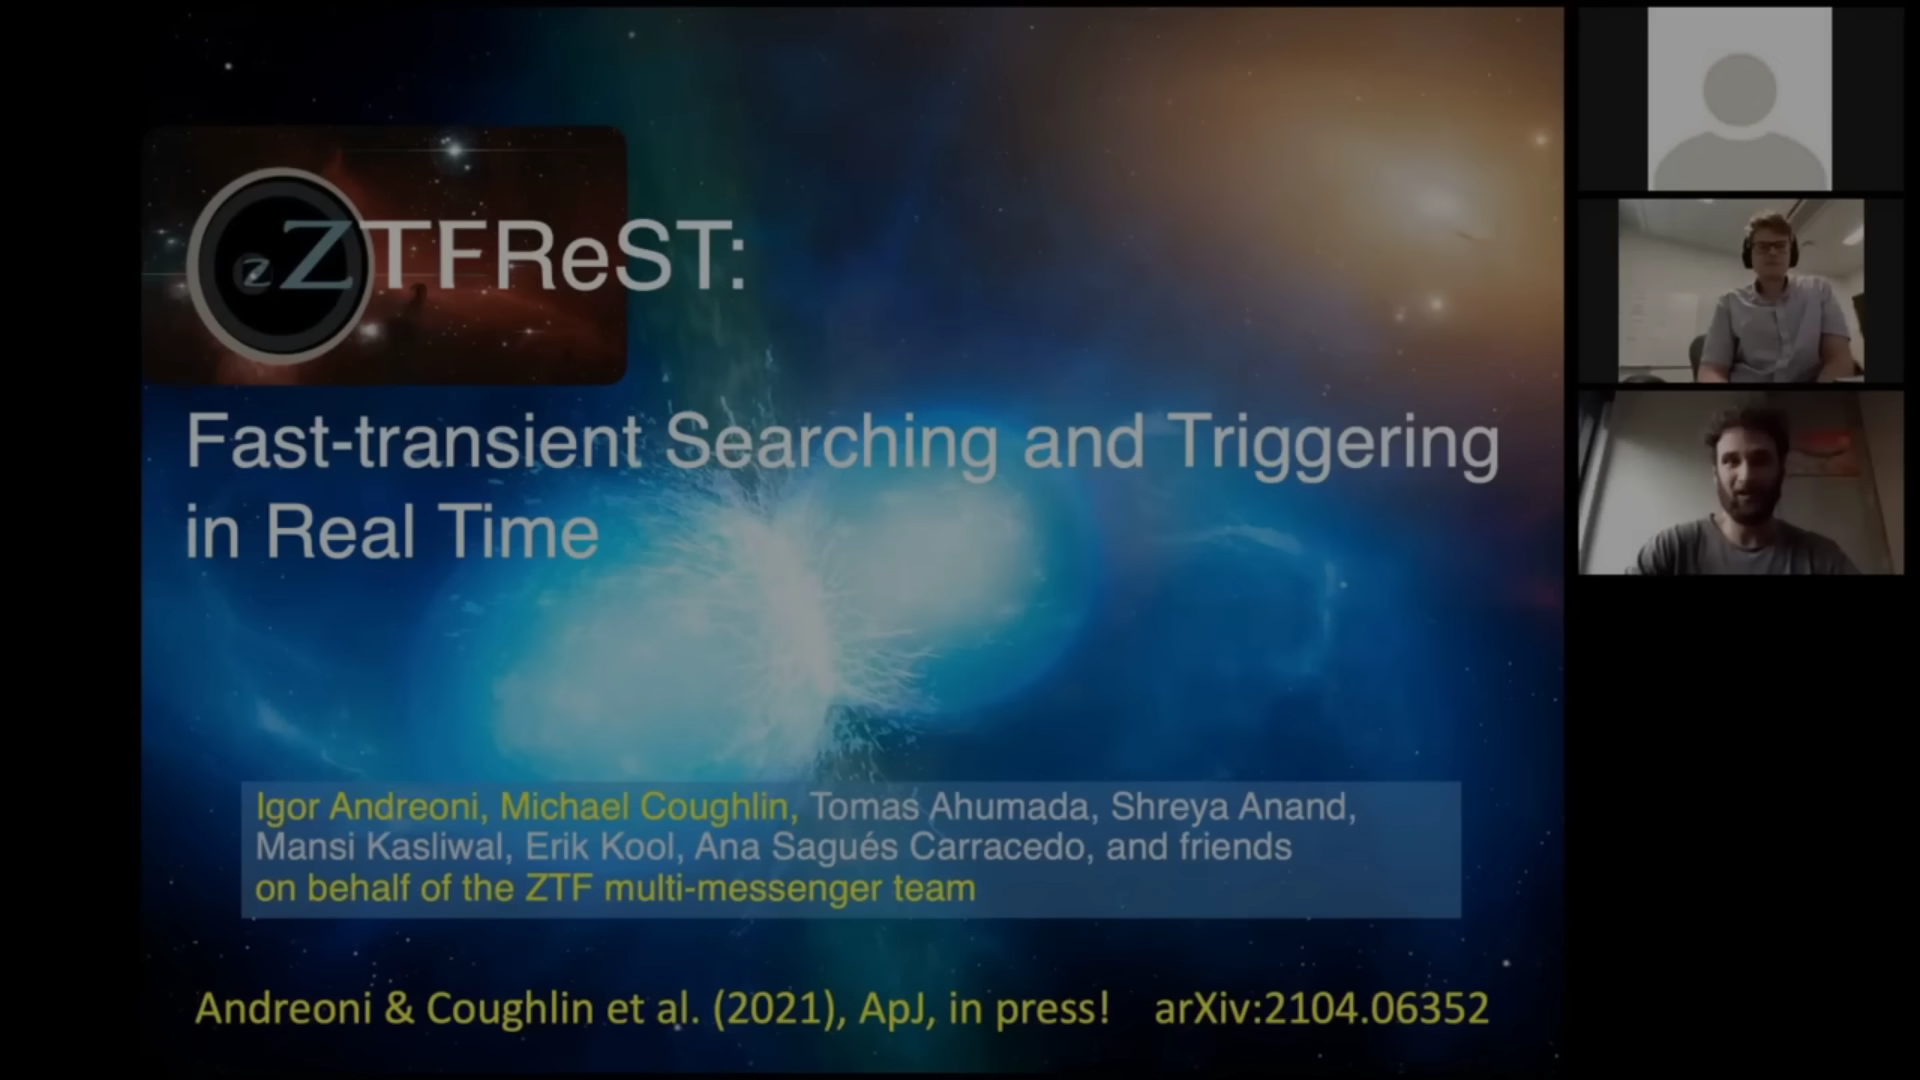 zZTFReST:
Fast-transient Searching and Triggering
in Real Time
Igor Andreoni, Michael Coughlin, Tomas Ahumada, Shreya Anand,
Mansi Kasliwal, Erik Kool, Ana Sagués Carracedo, and friends
on behalf of the ZTF multi-messenger team
Andreoni & Coughlin et al. (2021), ApJ, in press! arXiv:2104.06352